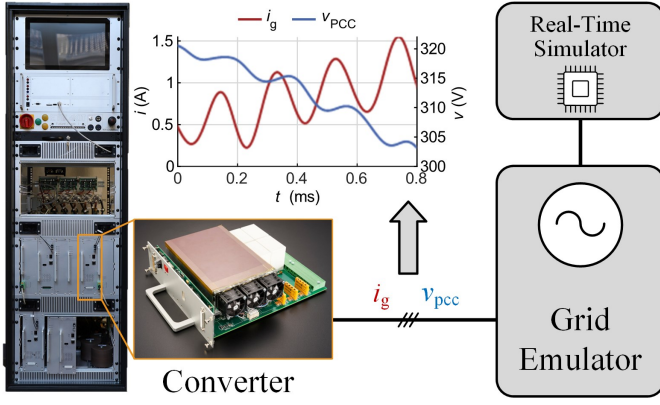 i_g v_PCC
i (A)
1.5
1
0.5
0
v (V)
320
315
310
305
300
0 0.2 0.4 0.6 0.8
t (ms)
Real-Time
Simulator
i_g v_pcc
Grid
Emulator
Converter